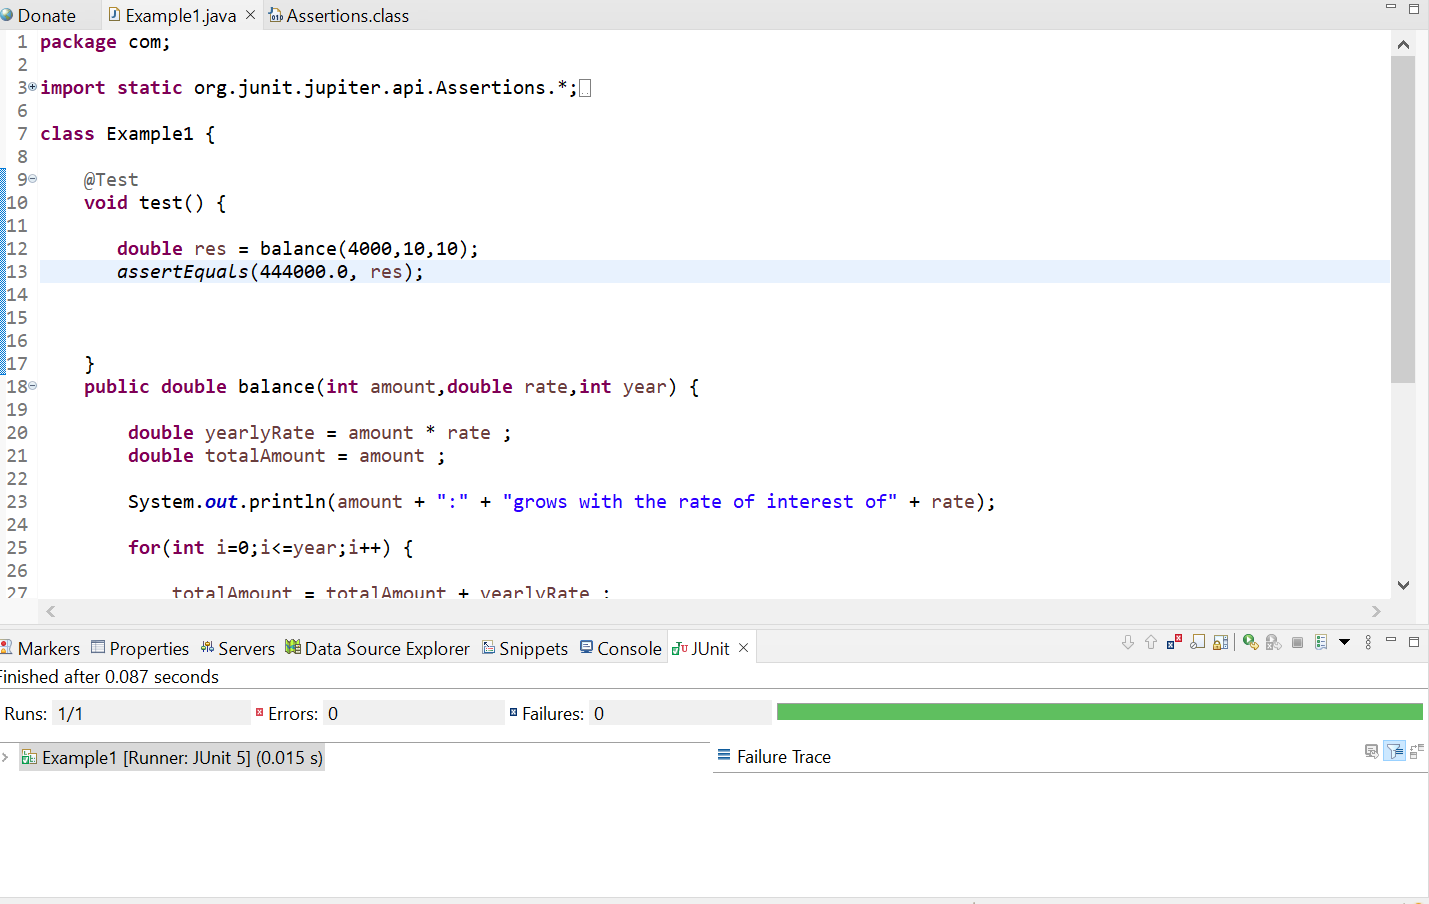 Donate Example1.java Assertions.class
1 package com;
2
3 import static org.junit.jupiter.api.Assertions.*;
6
7 class Example1 {
8
9 @Test
10 void test() {
11
12 double res = balance(4000,10,10);
13 assertEquals(444000.0, res);
14
15
16
17 }
18 public double balance(int amount,double rate,int year) {
19
20 double yearlyRate = amount * rate ;
21 double totalAmount = amount ;
22
23 System.out.println(amount + ":" + "grows with the rate of interest of" + rate);
24
25 for(int i=0;i<=year;i++) {
26
27 totalAmount = totalAmount + yearlyRate ;
Markers Properties Servers Data Source Explorer Snippets Console JUnit
Finished after 0.087 seconds
Runs: 1/1 Errors: 0 Failures: 0
Example1 [Runner: JUnit 5] (0.015 s) Failure Trace